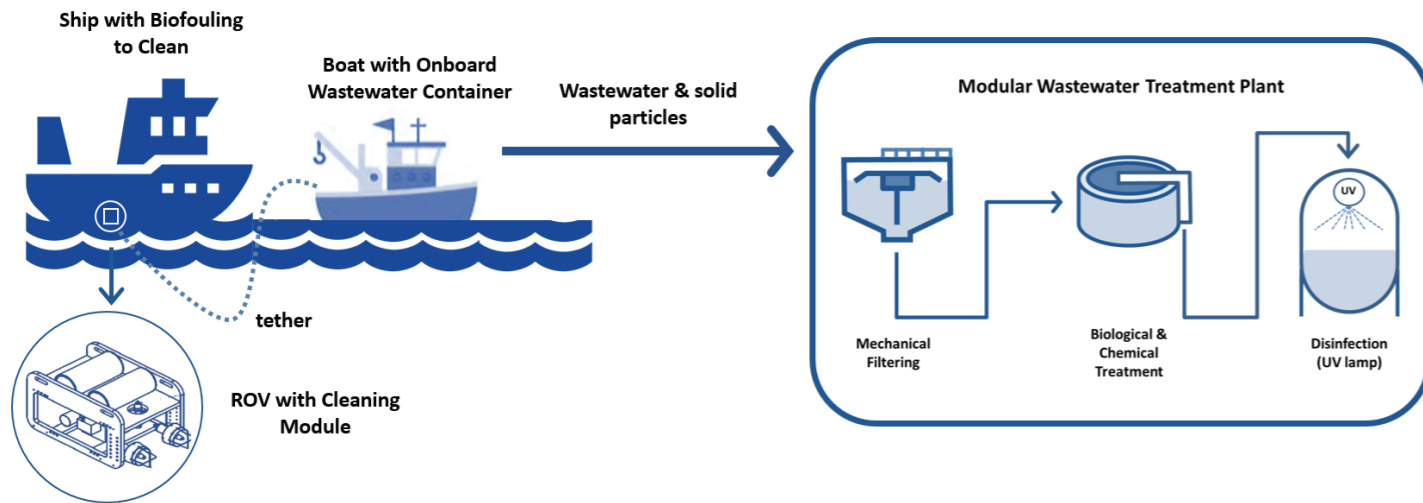 Ship with Biofouling
to Clean
Boat with Onboard
Wastewater Container
Wastewater & solid
particles
tether
ROV with Cleaning
Module
Modular Wastewater Treatment Plant
UV
Mechanical
Filtering
Biological &
Chemical
Treatment
Disinfection
(UV lamp)